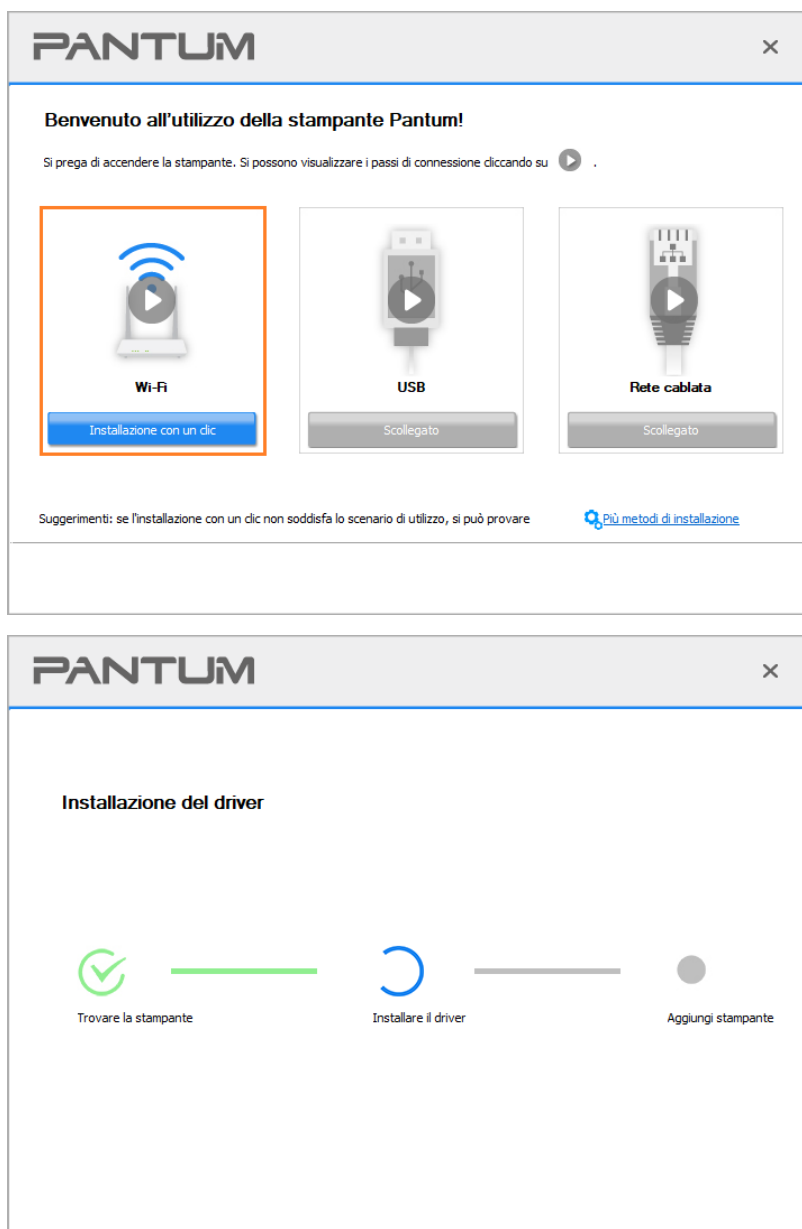 PANTUM
Benvenuto all'utilizzo della stampante Pantum!
Si prega di accendere la stampante. Si possono visualizzare i passi di connessione cliccando su .
Wi-Fi
USB
Rete cablata
Installazione con un clic
Scollegato
Scollegato
Suggerimenti: se l'installazione con un clic non soddisfa lo scenario di utilizzo, si può provare Più metodi di installazione
PANTUM
Installazione del driver
Trovare la stampante
Installare il driver
Aggiungi stampante